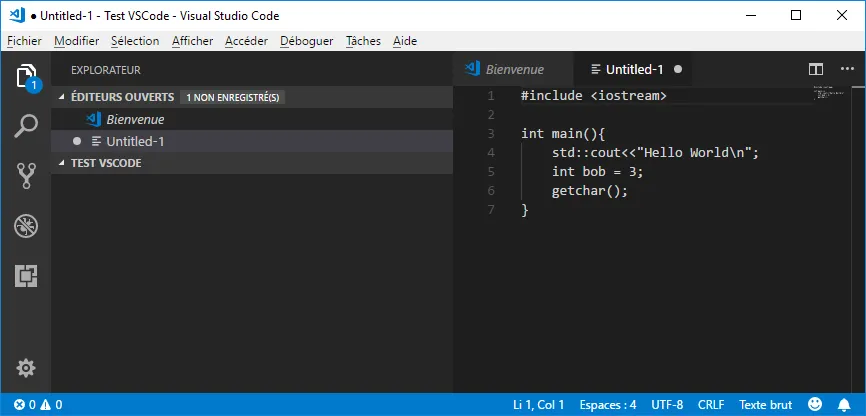 ● Untitled-1 - Test VSCode - Visual Studio Code
Fichier Modifier Sélection Afficher Accéder Déboguer Tâches Aide
1
EXPLORATEUR
ÉDITEURS OUVERTS 1 NON ENREGISTRÉ(S)
Bienvenue
● Untitled-1
TEST VSCODE
Bienvenue Untitled-1 ●
1 #include <iostream>
2
3 int main(){
4 std::cout<<"Hello World\n";
5 int bob = 3;
6 getchar();
7 }
0 0 Li 1, Col 1 Espaces : 4 UTF-8 CRLF Texte brut